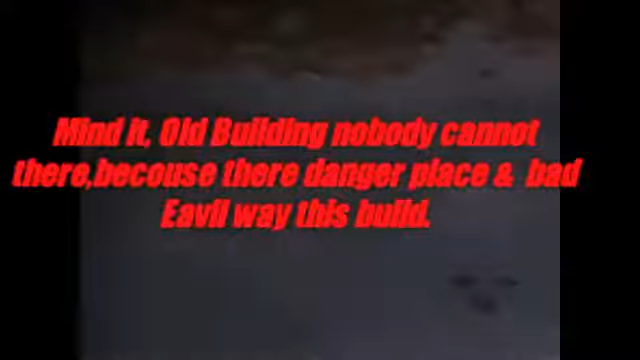 Mind it, Old Building nobody cannot
there,becouse there danger place & bad
Eavil way this build.